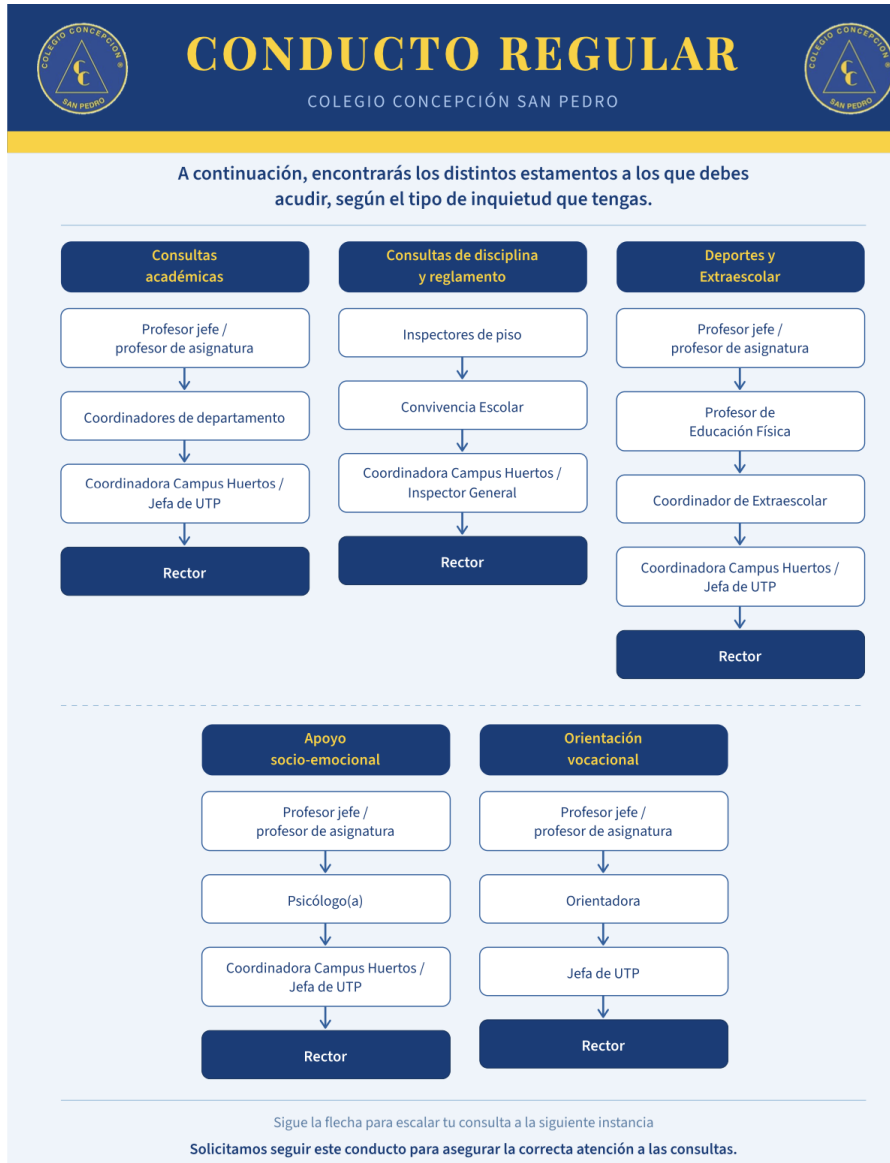 COLEGIO CONCEPCION ®
CC
SAN PEDRO
CONDUCTO REGULAR
COLEGIO CONCEPCIÓN SAN PEDRO
COLEGIO CONCEPCION ®
CC
SAN PEDRO
A continuación, encontrarás los distintos estamentos a los que debes
acudir, según el tipo de inquietud que tengas.
Consultas
académicas
Profesor jefe /
profesor de asignatura
Coordinadores de departamento
Coordinadora Campus Huertos /
Jefa de UTP
Rector
Consultas de disciplina
y reglamento
Inspectores de piso
Convivencia Escolar
Coordinadora Campus Huertos /
Inspector General
Rector
Deportes y
Extraescolar
Profesor jefe /
profesor de asignatura
Profesor de
Educación Física
Coordinador de Extraescolar
Coordinadora Campus Huertos /
Jefa de UTP
Rector
Apoyo
socio-emocional
Profesor jefe /
profesor de asignatura
Psicólogo(a)
Coordinadora Campus Huertos /
Jefa de UTP
Rector
Orientación
vocacional
Profesor jefe /
profesor de asignatura
Orientadora
Jefa de UTP
Rector
Sigue la flecha para escalar tu consulta a la siguiente instancia
Solicitamos seguir este conducto para asegurar la correcta atención a las consultas.